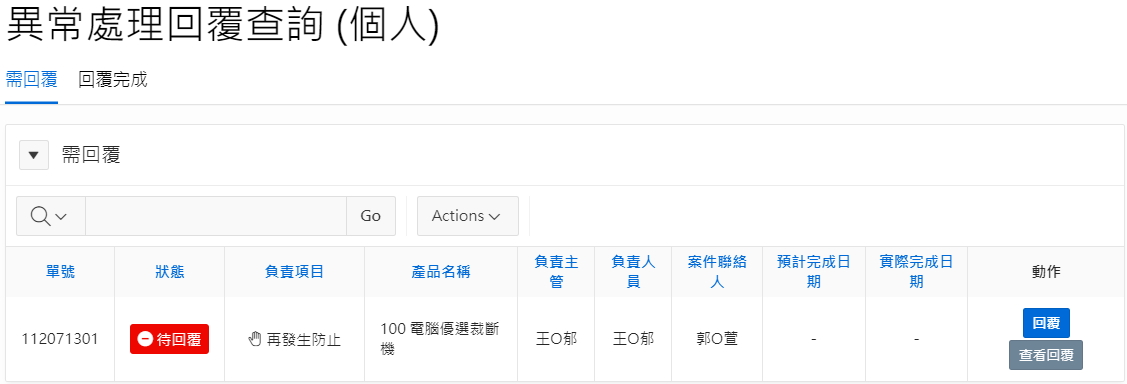 異常處理回覆查詢 (個人)
需回覆 回覆完成
需回覆
Go Actions
單號 狀態 負責項目 產品名稱 負責主管 負責人員 案件聯絡人 預計完成日期 實際完成日期 動作
112071301 待回覆 再發生防止 100 電腦優選裁斷機 王O郁 王O郁 郭O萱 - - 回覆
查看回覆